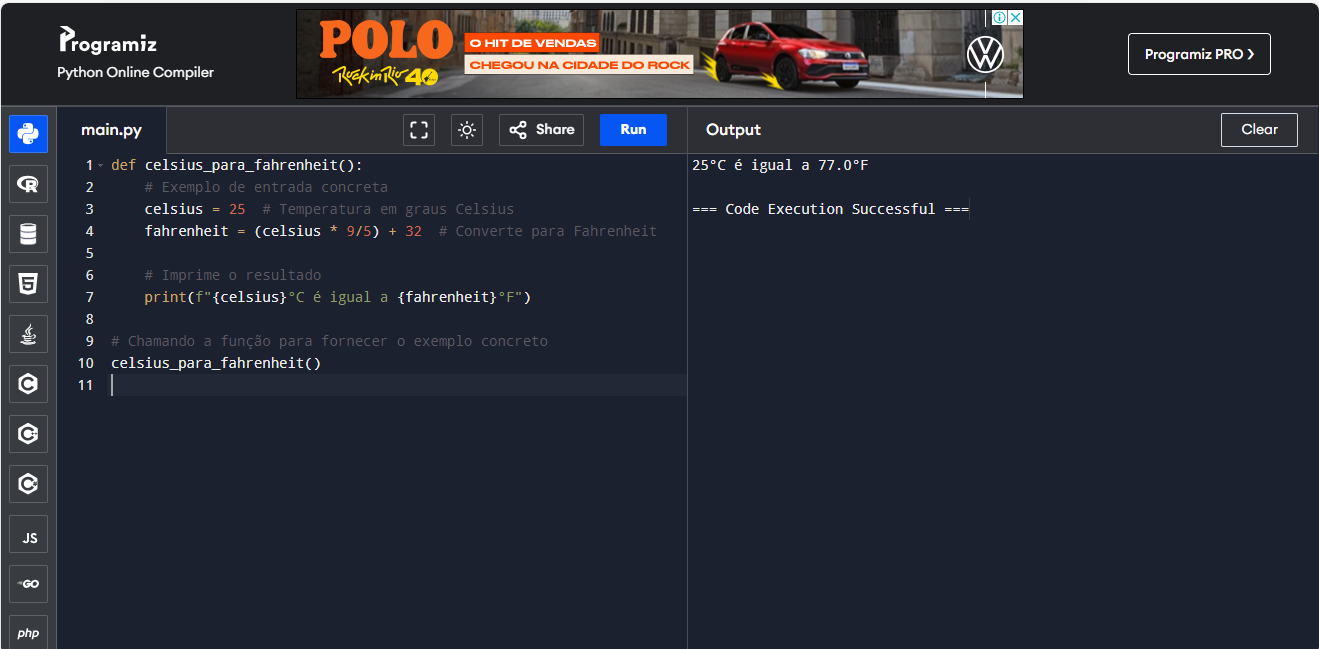 Programiz
Python Online Compiler
POLO
Rock in Rio 40
O HIT DE VENDAS
CHEGOU NA CIDADE DO ROCK
Programiz PRO >
main.py
Share
Run
Output
Clear
1 def celsius_para_fahrenheit():
2     # Exemplo de entrada concreta
3     celsius = 25  # Temperatura em graus Celsius
4     fahrenheit = (celsius * 9/5) + 32  # Converte para Fahrenheit
5
6     # Imprime o resultado
7     print(f"{celsius}°C é igual a {fahrenheit}°F")
8
9 # Chamando a função para fornecer o exemplo concreto
10 celsius_para_fahrenheit()
11
25°C é igual a 77.0°F
=== Code Execution Successful ===
R
5
C
C
C
JS
GO
php